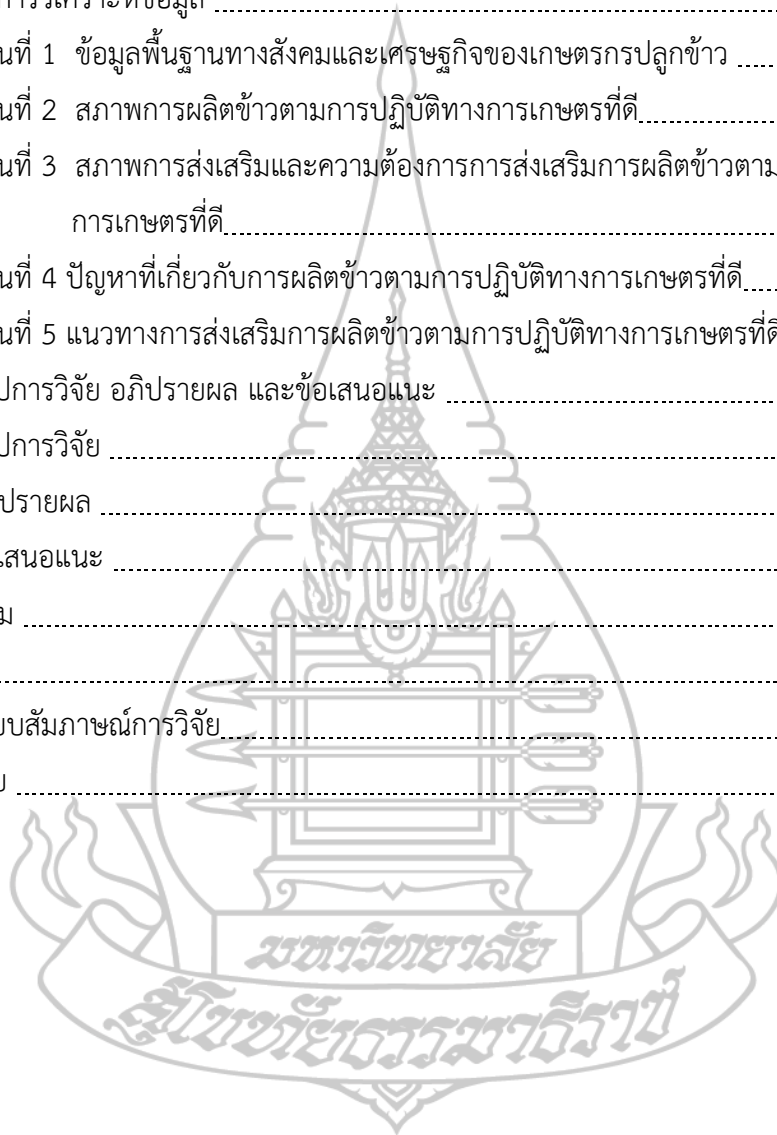 การวิเคราะห์ข้อมูล
นที่ 1 ข้อมูลพื้นฐานทางสังคมและเศรษฐกิจของเกษตรกรปลูกข้าว
นที่ 2 สภาพการผลิตข้าวตามการปฏิบัติทางการเกษตรที่ดี
นที่ 3 สภาพการส่งเสริมและความต้องการการส่งเสริมการผลิตข้าวตาม
การเกษตรที่ดี
นที่ 4 ปัญหาที่เกี่ยวกับการผลิตข้าวตามการปฏิบัติทางการเกษตรที่ดี
นที่ 5 แนวทางการส่งเสริมการผลิตข้าวตามการปฏิบัติทางการเกษตรที่ดี
ปการวิจัย อภิปรายผล และข้อเสนอแนะ
ปการวิจัย
ปรายผล
เสนอแนะ
ม
บบสัมภาษณ์การวิจัย
ย
มหาวิทยาลัย
สุโขทัยธรรมาธิราช